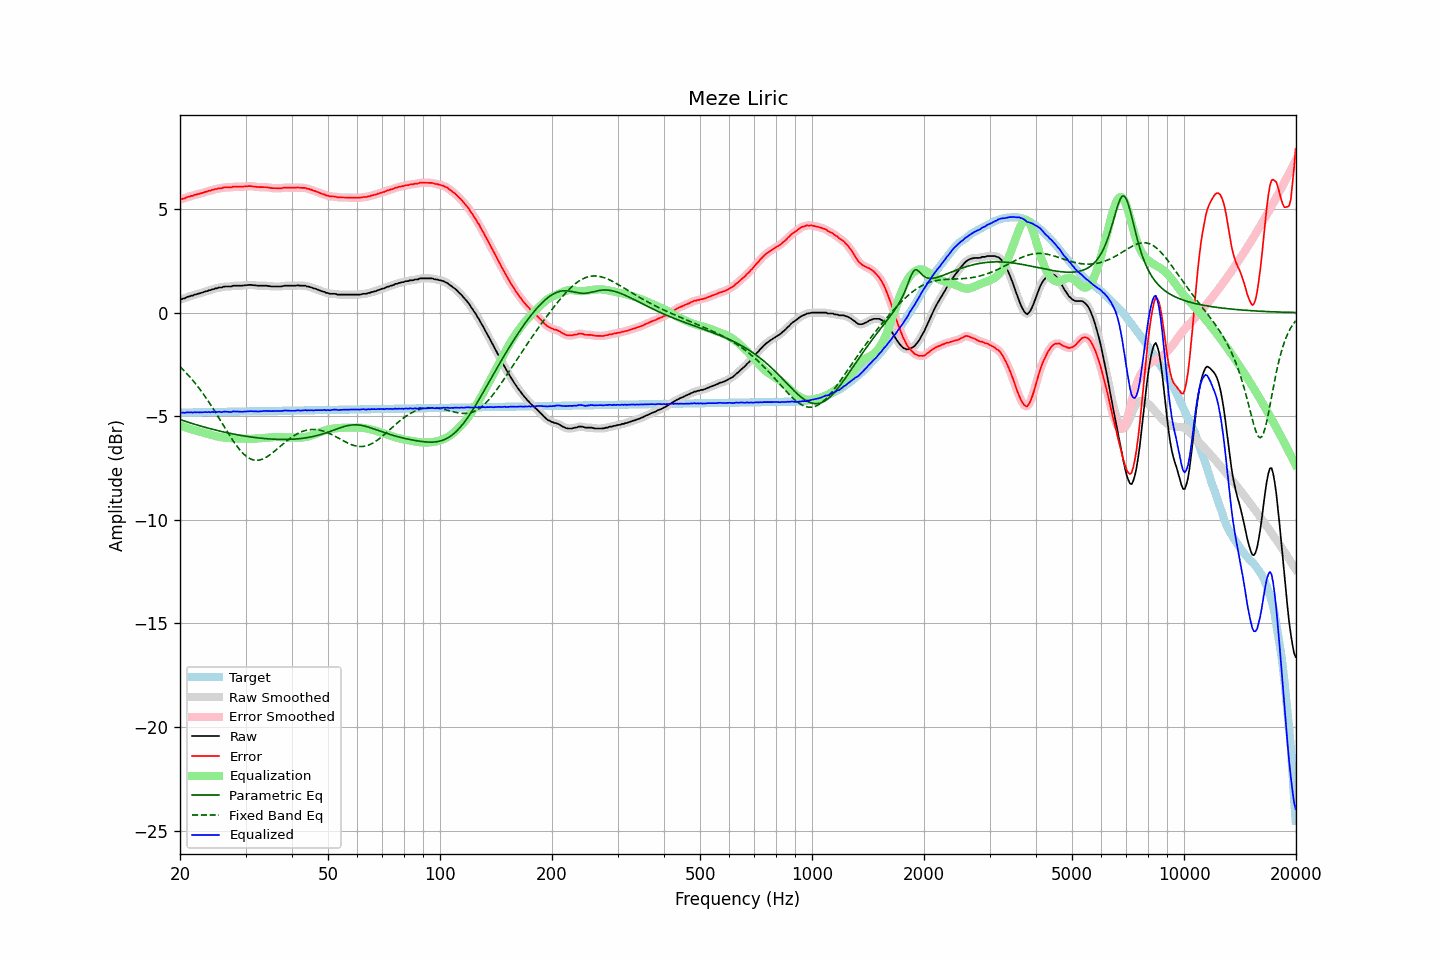 Meze Liric
Amplitude (dBr)
5
0
−5
−10
−15
−20
−25
Target
Raw Smoothed
Error Smoothed
Raw
Error
Equalization
Parametric Eq
Fixed Band Eq
Equalized
20 50 100 200 500 1000 2000 5000 10000 20000
Frequency (Hz)